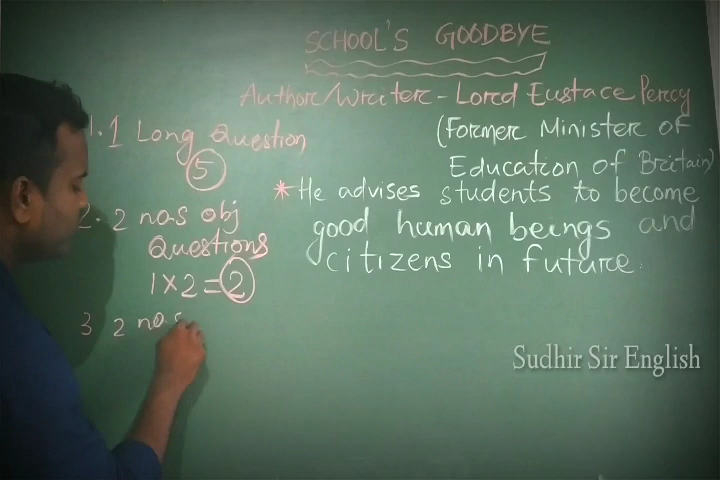 SCHOOL'S GOODBYE
Author/Writer - Lord Eustace Percy
(Former Minister of
Education of Britain)
* He advises students to become
good human beings and
citizens in future.
1. 1 Long Question
5
2. 2 nos obj
Questions
1 × 2 = 2
3 2 nos
Sudhir Sir English